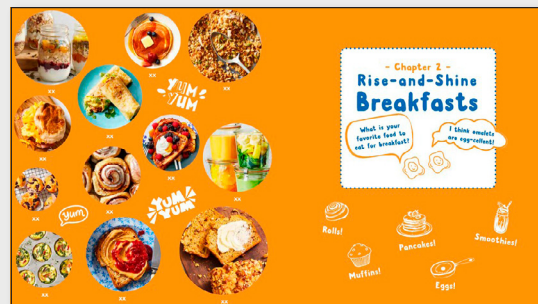 XX
XX
XX
XX
YUM
YUM
XX
XX
XX
XX
XX
yum
YUM
YUM
XX
XX
XX
- Chapter 2 -
Rise-and-Shine
Breakfasts
What is your
favorite food to
eat for breakfast?
I think omelets
are egg-cellent!
Rolls!
Pancakes!
Smoothies!
Muffins!
Eggs!